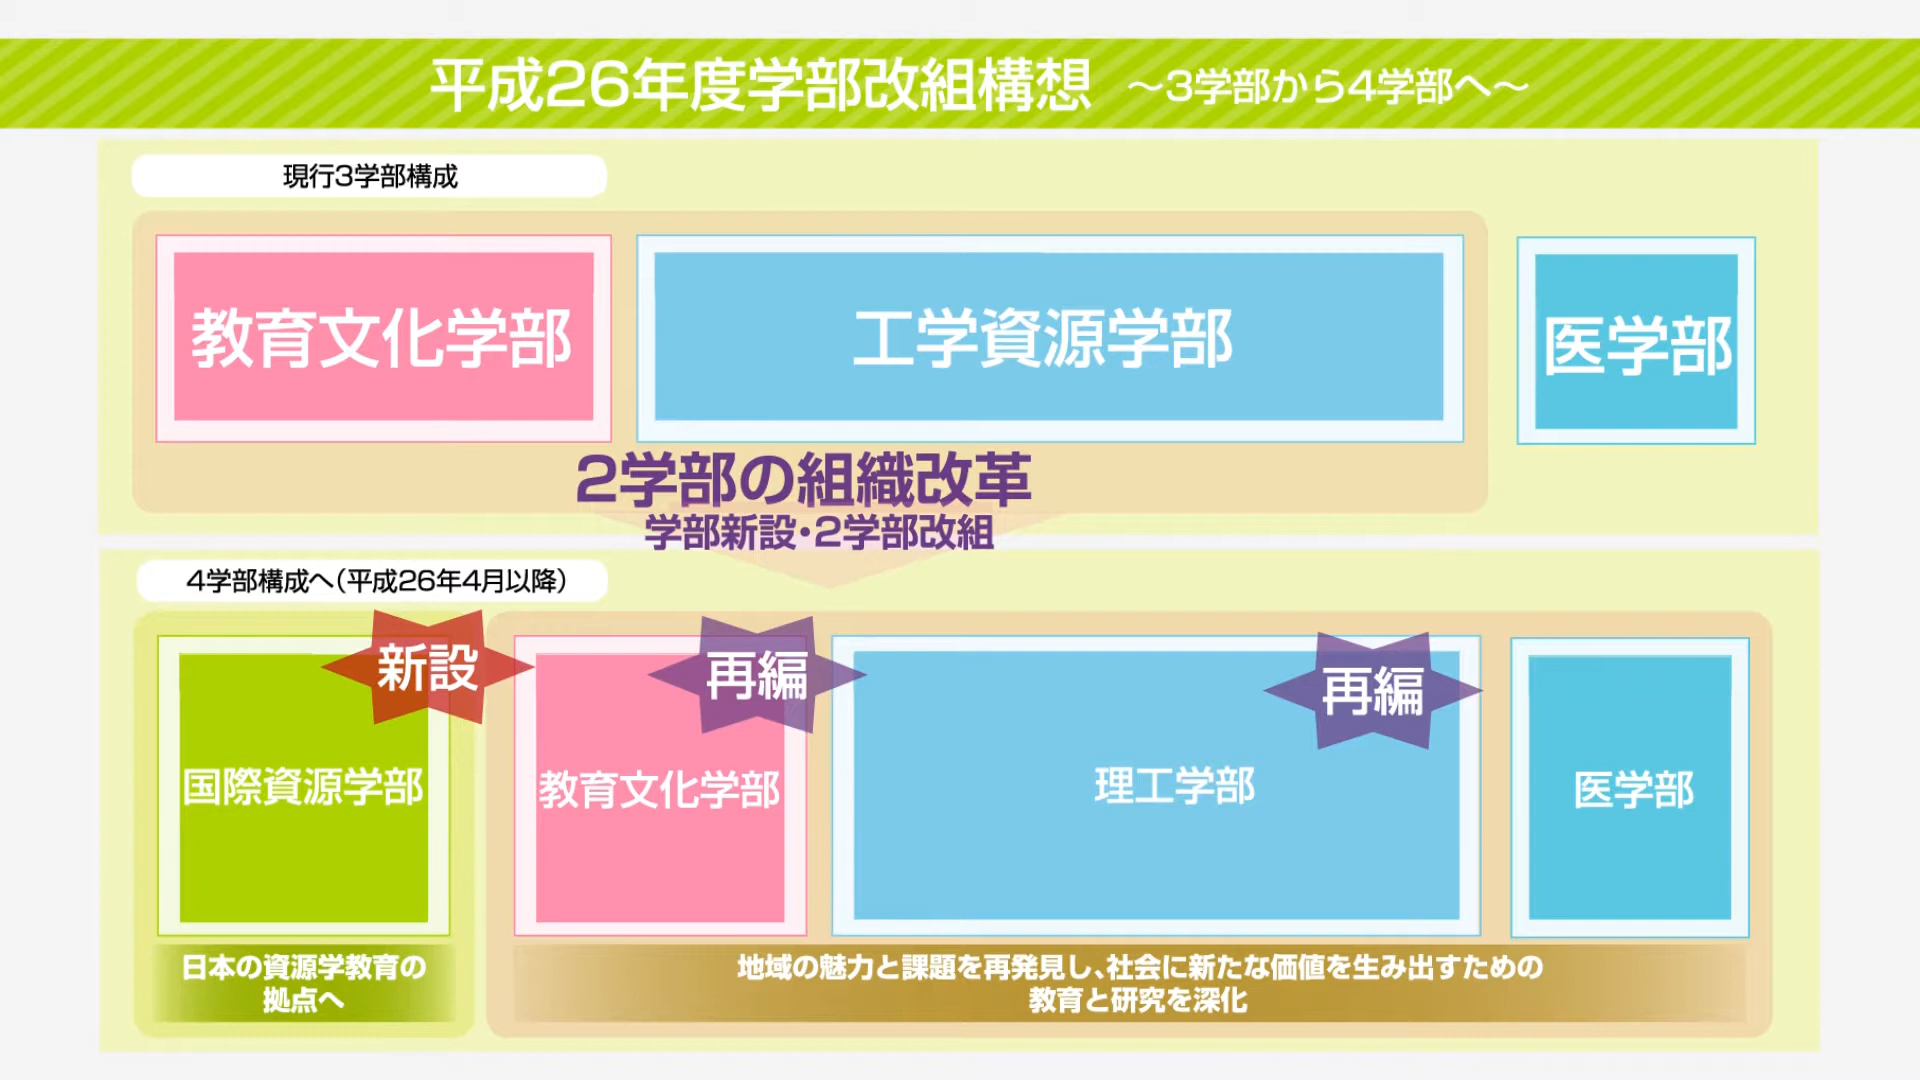 平成26年度学部改組構想 ～3学部から4学部へ～
現行3学部構成
教育文化学部
工学資源学部
医学部
2学部の組織改革
学部新設・2学部改組
4学部構成へ(平成26年4月以降)
新設
再編
再編
国際資源学部
教育文化学部
理工学部
医学部
日本の資源学教育の
拠点へ
地域の魅力と課題を再発見し、社会に新たな価値を生み出すための
教育と研究を深化